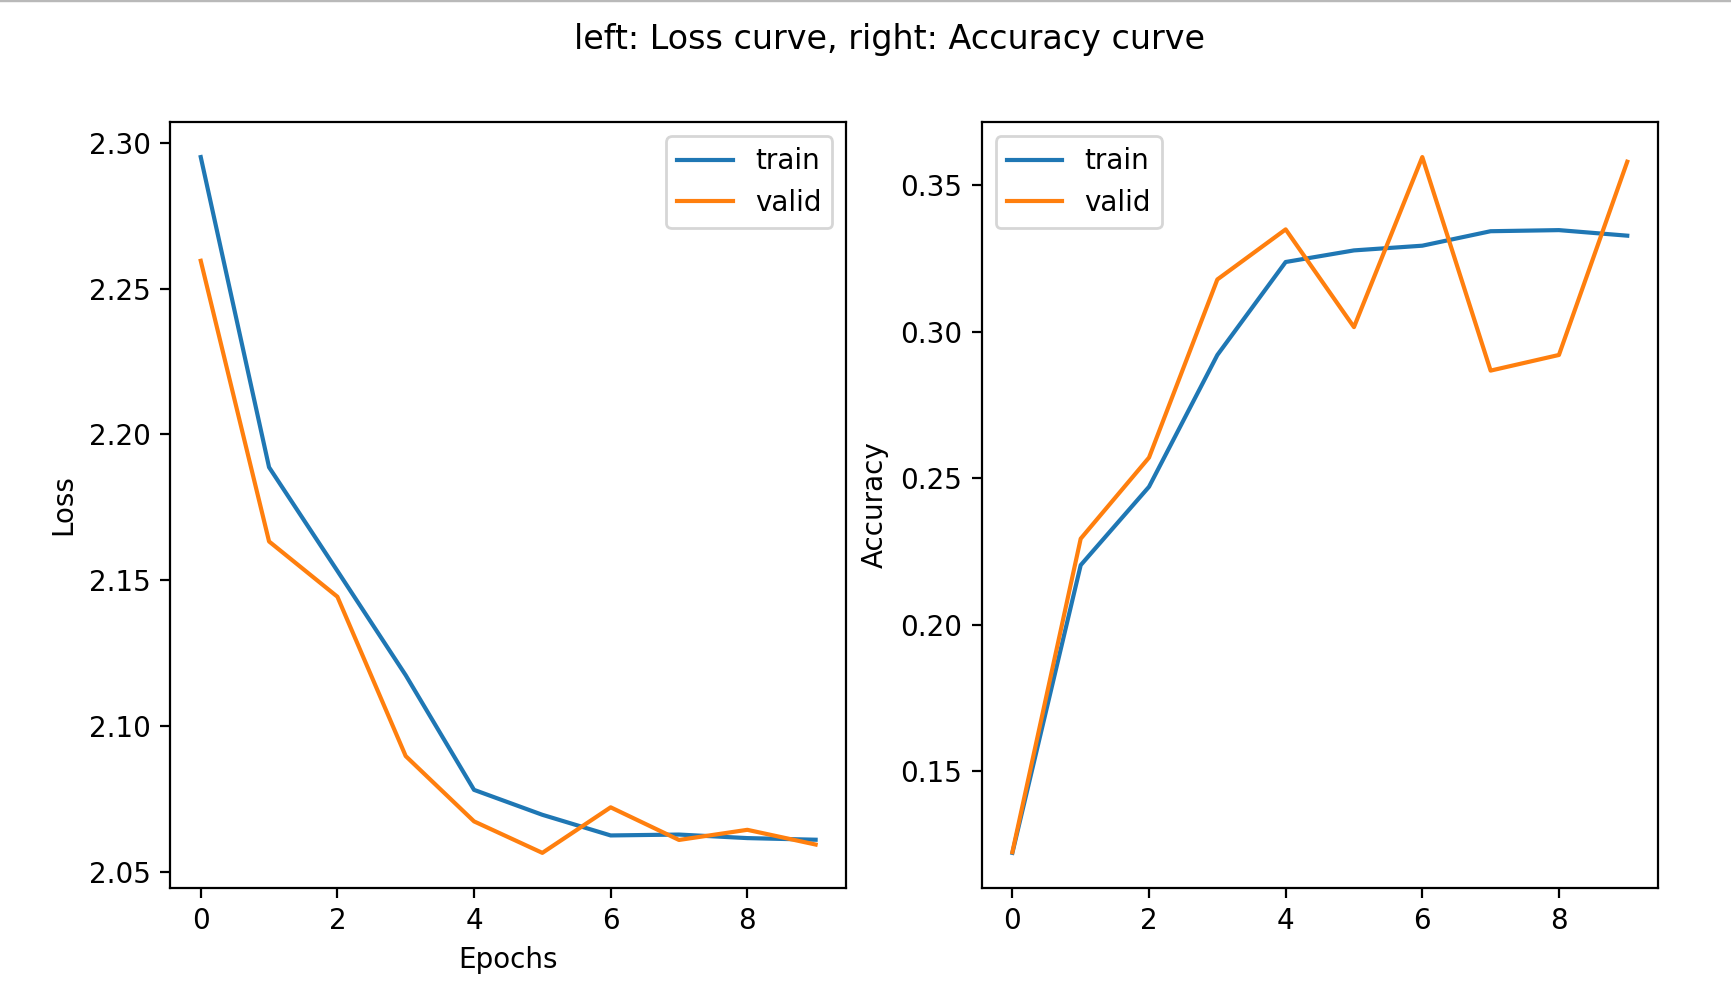 left: Loss curve, right: Accuracy curve
2.30
2.25
2.20
2.15
2.10
2.05
Loss
0 2 4 6 8
Epochs
train
valid
0.35
0.30
0.25
0.20
0.15
Accuracy
0 2 4 6 8
train
valid